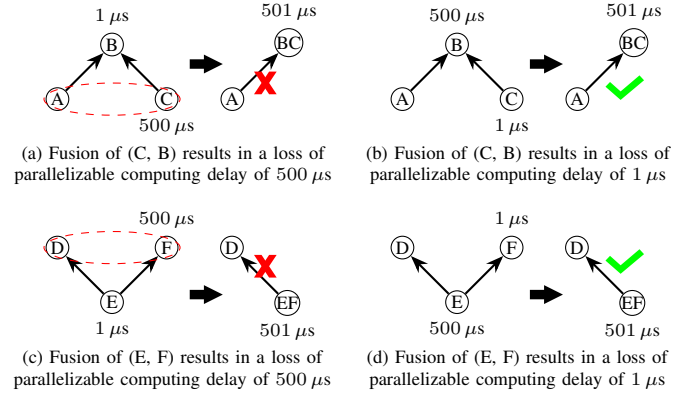 1 μs
501 μs
B
BC
A
C
A
500 μs
(a) Fusion of (C, B) results in a loss of
parallelizable computing delay of 500 μs
500 μs
501 μs
B
BC
A
C
A
1 μs
(b) Fusion of (C, B) results in a loss of
parallelizable computing delay of 1 μs
500 μs
D
F
D
E
EF
1 μs
501 μs
(c) Fusion of (E, F) results in a loss of
parallelizable computing delay of 500 μs
1 μs
D
F
D
E
EF
500 μs
501 μs
(d) Fusion of (E, F) results in a loss of
parallelizable computing delay of 1 μs